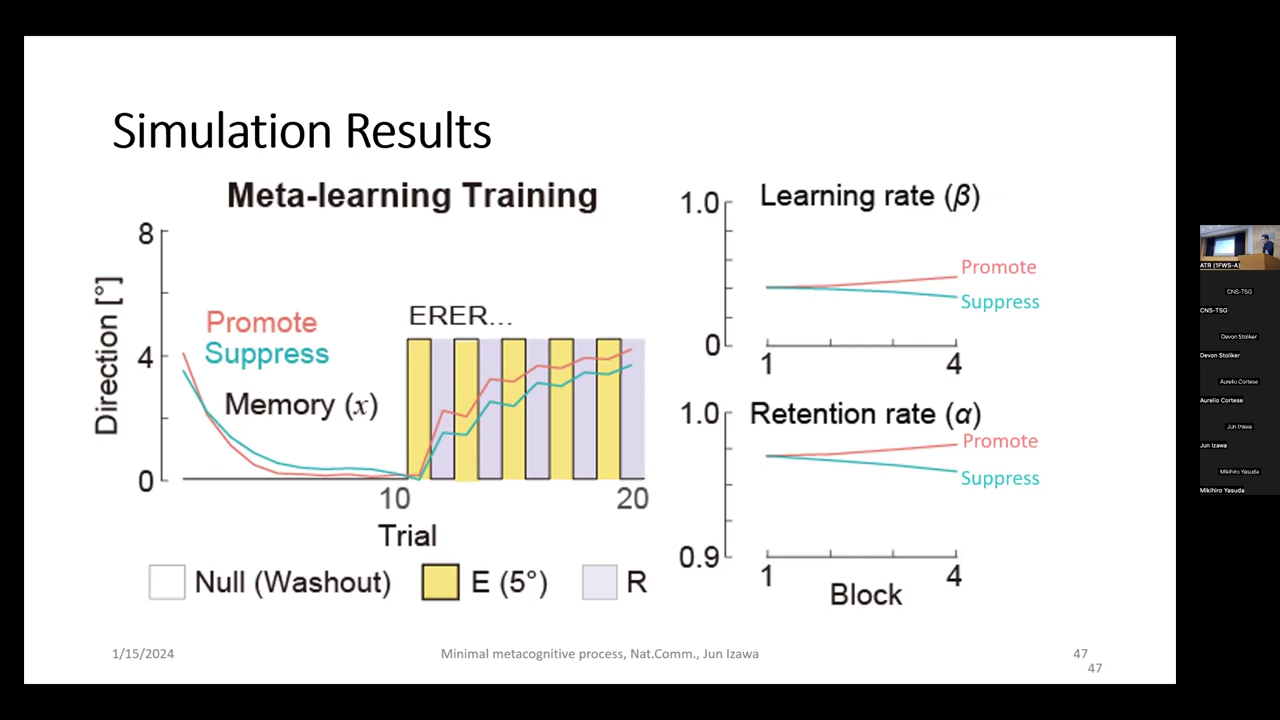 Simulation Results
Meta-learning Training
8
4
0
Direction [°]
Promote
Suppress
Memory (x)
ERER...
10
20
Trial
Null (Washout)
E (5°)
R
1.0
Learning rate (β)
Promote
Suppress
0
1
4
1.0
Retention rate (α)
Promote
Suppress
0.9
1
4
Block
1/15/2024
Minimal metacognitive process, Nat.Comm., Jun Izawa
47
47
ATR (1FWS-A)
CNS-TSG
CNS-TSG
Devon Stoliker
Devon Stoliker
Aurelio Cortese
Aurelio Cortese
Jun Izawa
Jun Izawa
Mikihiro Yasuda
Mikihiro Yasuda